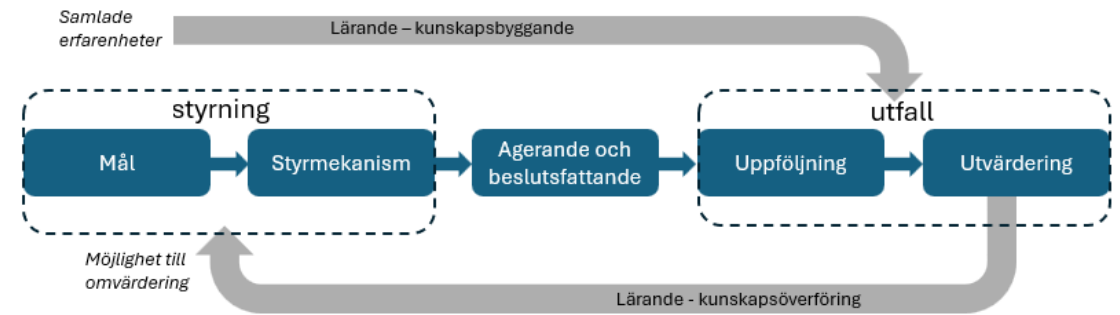 Samlade
erfarenheter
Lärande – kunskapsbyggande
styrning
utfall
Mål
Styrmekanism
Agerande och
beslutsfattande
Uppföljning
Utvärdering
Möjlighet till
omvärdering
Lärande - kunskapsöverföring